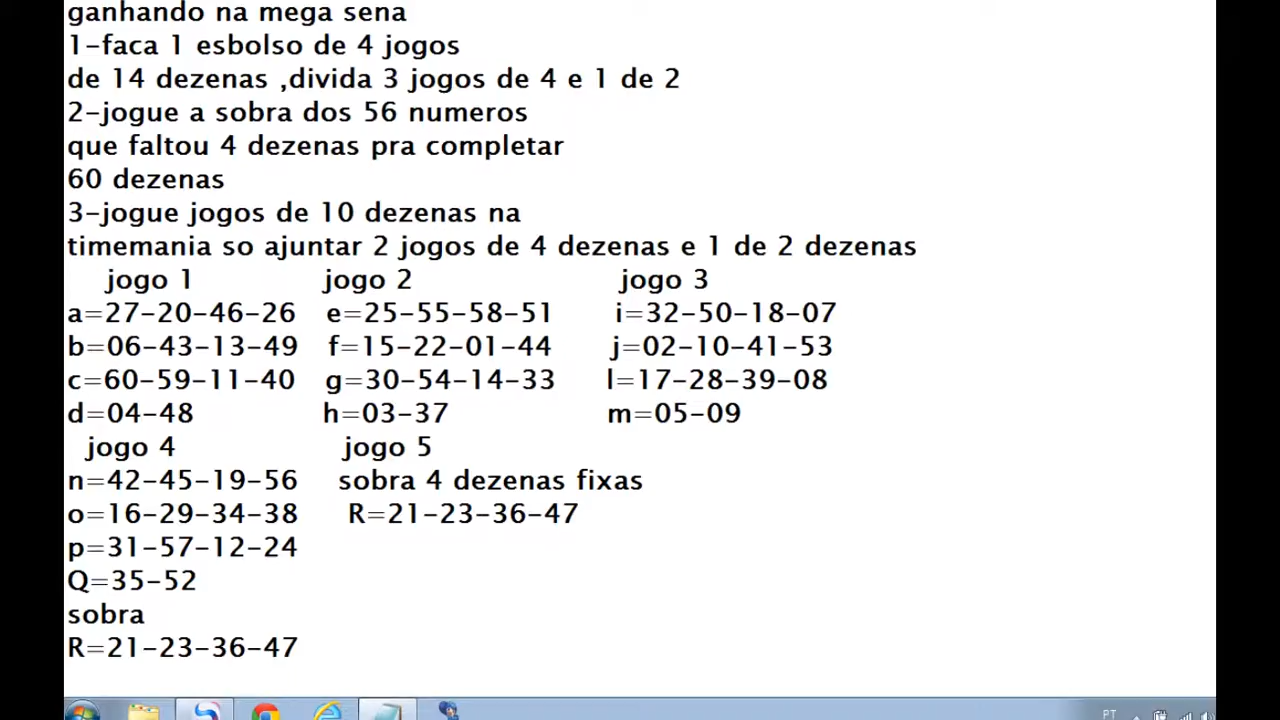 ganhando na mega sena
1-faca 1 esbolso de 4 jogos
de 14 dezenas ,divida 3 jogos de 4 e 1 de 2
2-jogue a sobra dos 56 numeros
que faltou 4 dezenas pra completar
60 dezenas
3-jogue jogos de 10 dezenas na
timemania so ajuntar 2 jogos de 4 dezenas e 1 de 2 dezenas
jogo 1 jogo 2 jogo 3
a=27-20-46-26 e=25-55-58-51 i=32-50-18-07
b=06-43-13-49 f=15-22-01-44 j=02-10-41-53
c=60-59-11-40 g=30-54-14-33 l=17-28-39-08
d=04-48 h=03-37 m=05-09
jogo 4 jogo 5
n=42-45-19-56 sobra 4 dezenas fixas
o=16-29-34-38 R=21-23-36-47
p=31-57-12-24
Q=35-52
sobra
R=21-23-36-47
PT